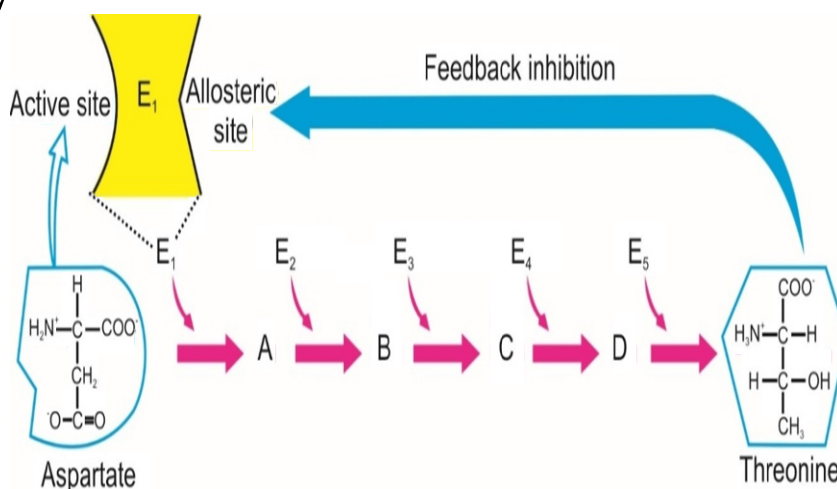 Feedback inhibition
Active site
E₁
Allosteric
site
E₁
E₂
E₃
E₄
E₅
H
H₂N⁺—C—COO⁻
CH₂
⁻O—C=O
Aspartate
A
B
C
D
COO⁻
H₃N⁺—C—H
H—C—OH
CH₃
Threonine